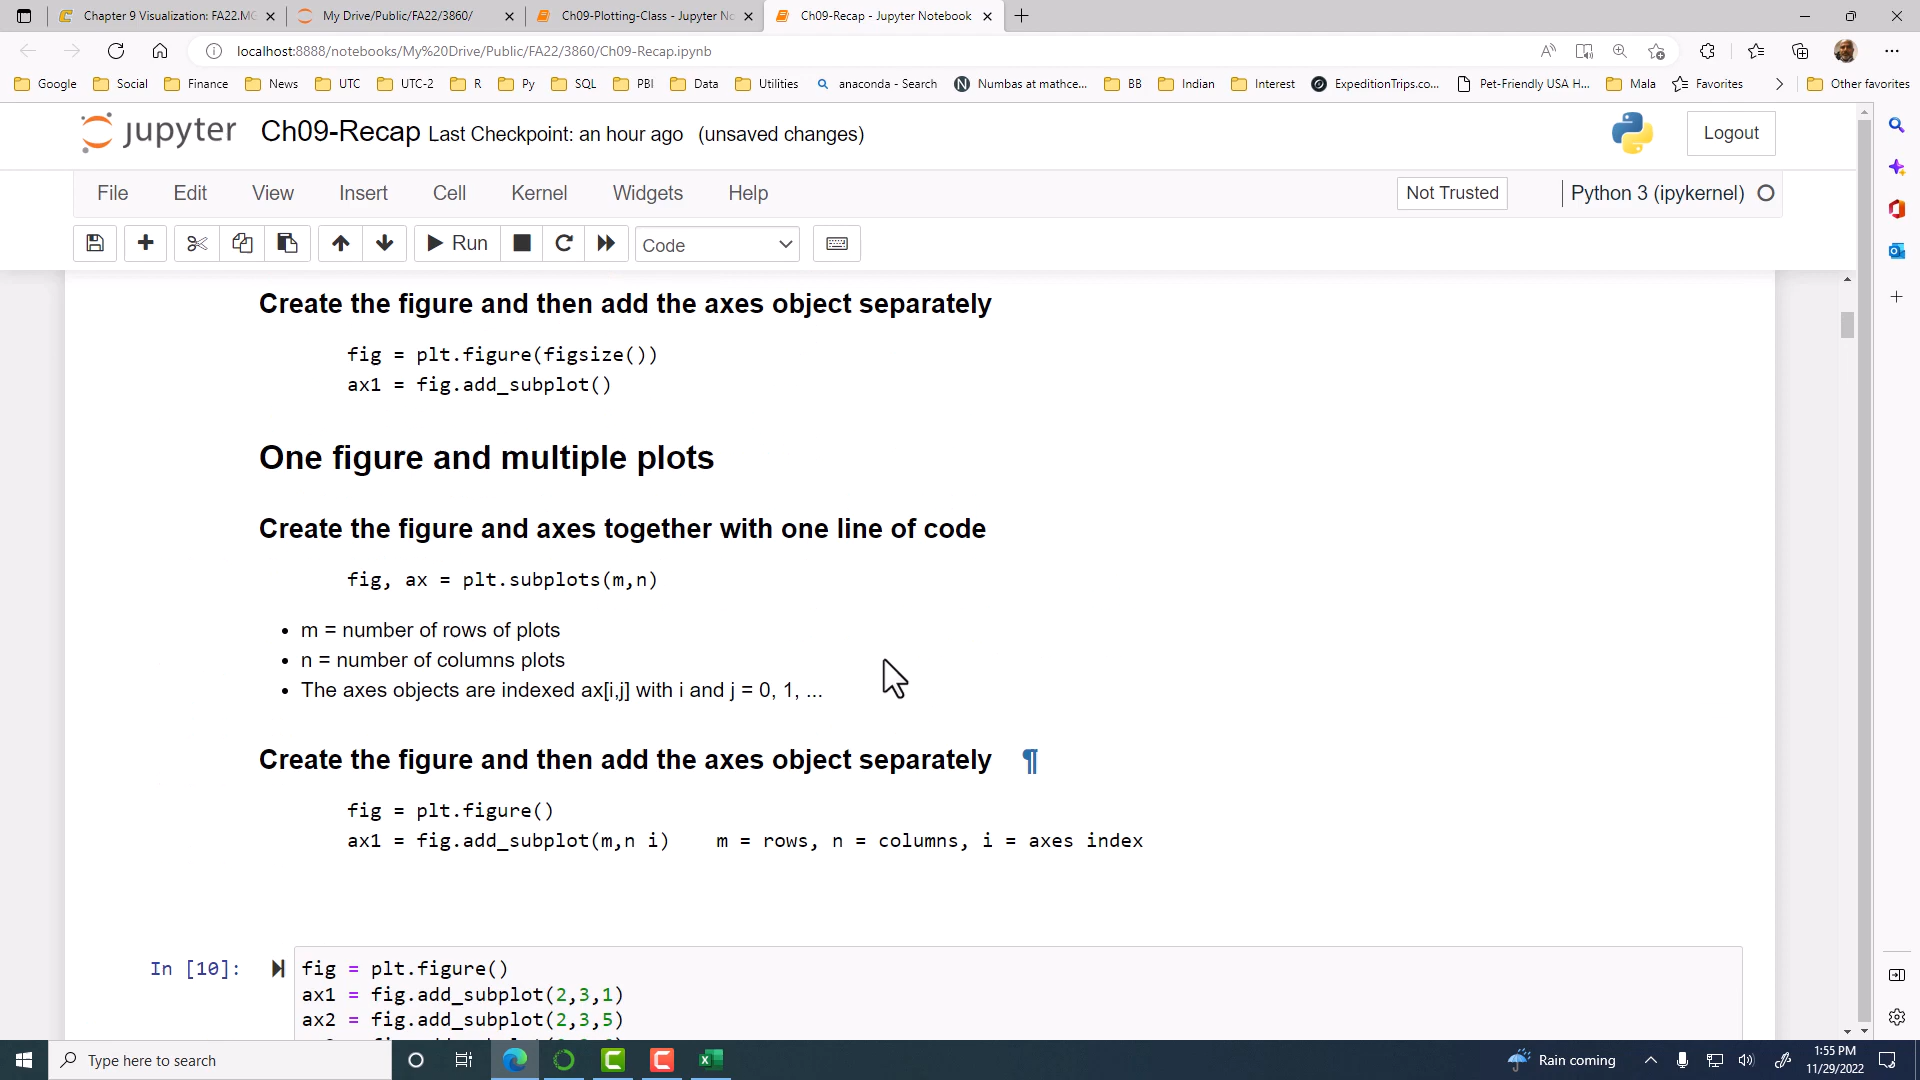 Chapter 9 Visualization: FA22.MC
My Drive/Public/FA22/3860/
Ch09-Plotting-Class - Jupyter No
Ch09-Recap - Jupyter Notebook
localhost:8888/notebooks/My%20Drive/Public/FA22/3860/Ch09-Recap.ipynb
Google Social Finance News UTC UTC-2 R Py SQL PBI Data Utilities anaconda - Search Numbas at mathce... BB Indian Interest ExpeditionTrips.co... Pet-Friendly USA H... Mala Favorites Other favorites
jupyter Ch09-Recap Last Checkpoint: an hour ago (unsaved changes) Logout
File Edit View Insert Cell Kernel Widgets Help Not Trusted Python 3 (ipykernel)
Run Code
Create the figure and then add the axes object separately
fig = plt.figure(figsize())
ax1 = fig.add_subplot()
One figure and multiple plots
Create the figure and axes together with one line of code
fig, ax = plt.subplots(m,n)
• m = number of rows of plots
• n = number of columns plots
• The axes objects are indexed ax[i,j] with i and j = 0, 1, ...
Create the figure and then add the axes object separately ¶
fig = plt.figure()
ax1 = fig.add_subplot(m,n i) m = rows, n = columns, i = axes index
In [10]: fig = plt.figure()
ax1 = fig.add_subplot(2,3,1)
ax2 = fig.add_subplot(2,3,5)
Type here to search
Rain coming
1:55 PM
11/29/2022